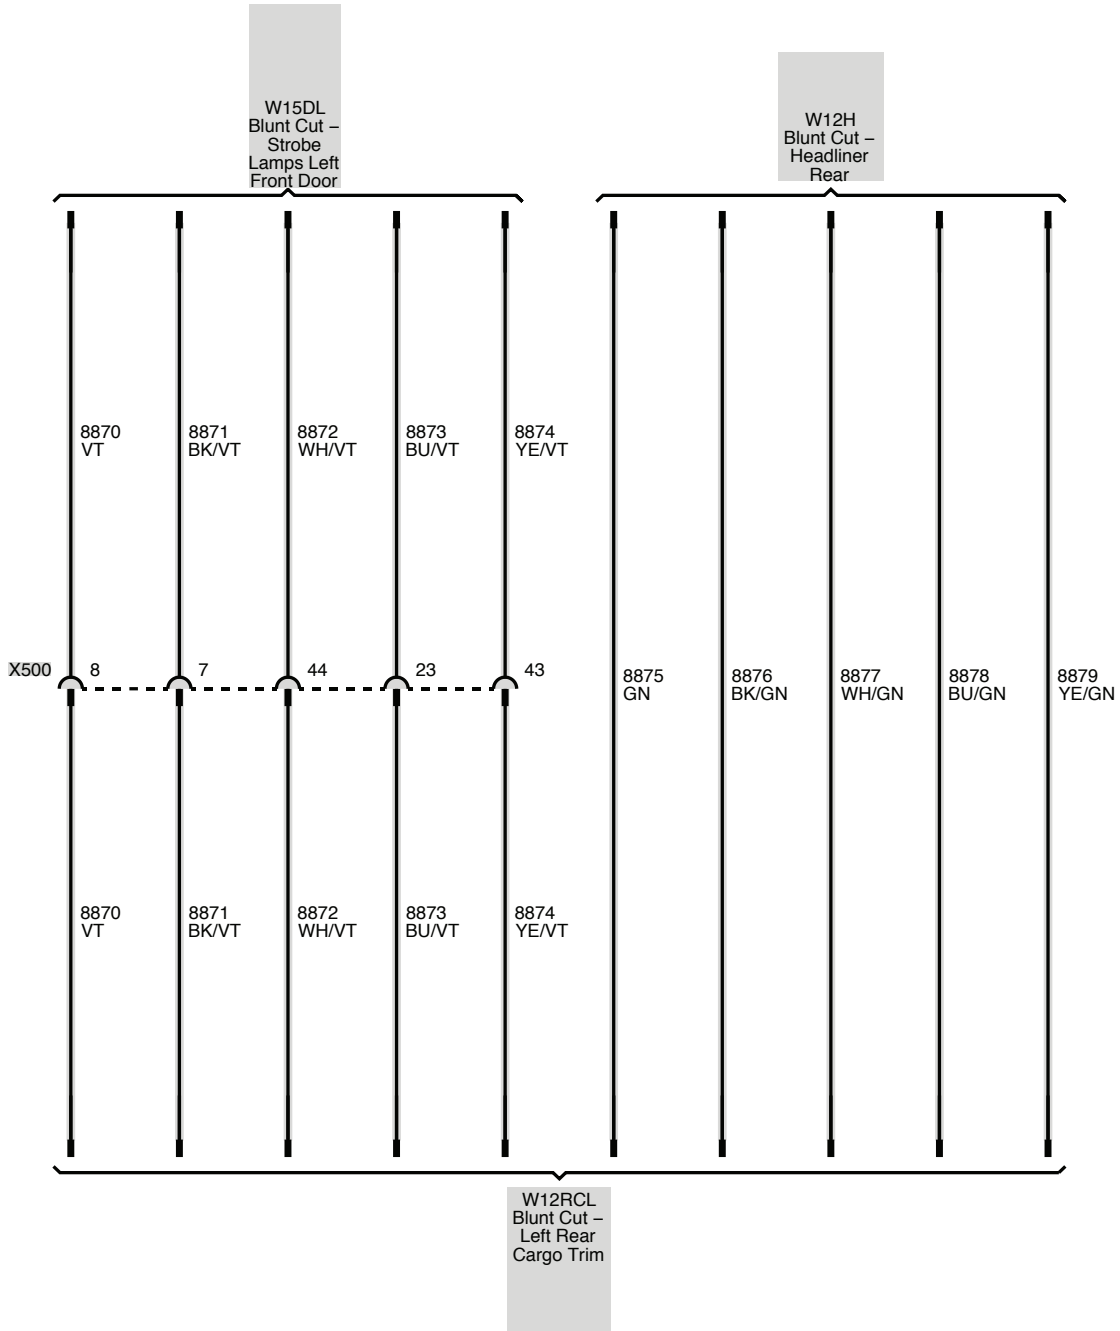 W15DL
Blunt Cut –
Strobe
Lamps Left
Front Door
W12H
Blunt Cut –
Headliner
Rear
8870
VT
8871
BK/VT
8872
WH/VT
8873
BU/VT
8874
YE/VT
X500
8
7
44
23
43
8875
GN
8876
BK/GN
8877
WH/GN
8878
BU/GN
8879
YE/GN
8870
VT
8871
BK/VT
8872
WH/VT
8873
BU/VT
8874
YE/VT
W12RCL
Blunt Cut –
Left Rear
Cargo Trim